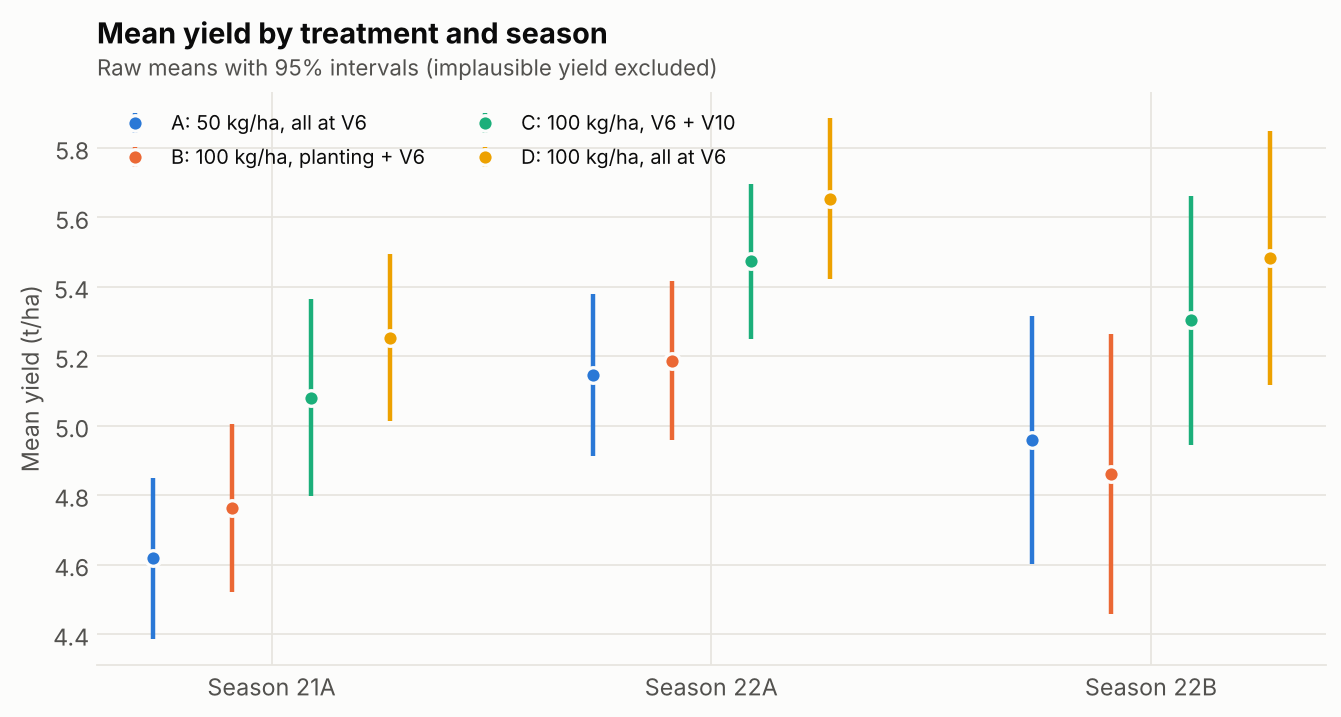 Mean yield by treatment and season
Raw means with 95% intervals (implausible yield excluded)
A: 50 kg/ha, all at V6
C: 100 kg/ha, V6 + V10
B: 100 kg/ha, planting + V6
D: 100 kg/ha, all at V6
Mean yield (t/ha)
5.8
5.6
5.4
5.2
5.0
4.8
4.6
4.4
Season 21A
Season 22A
Season 22B